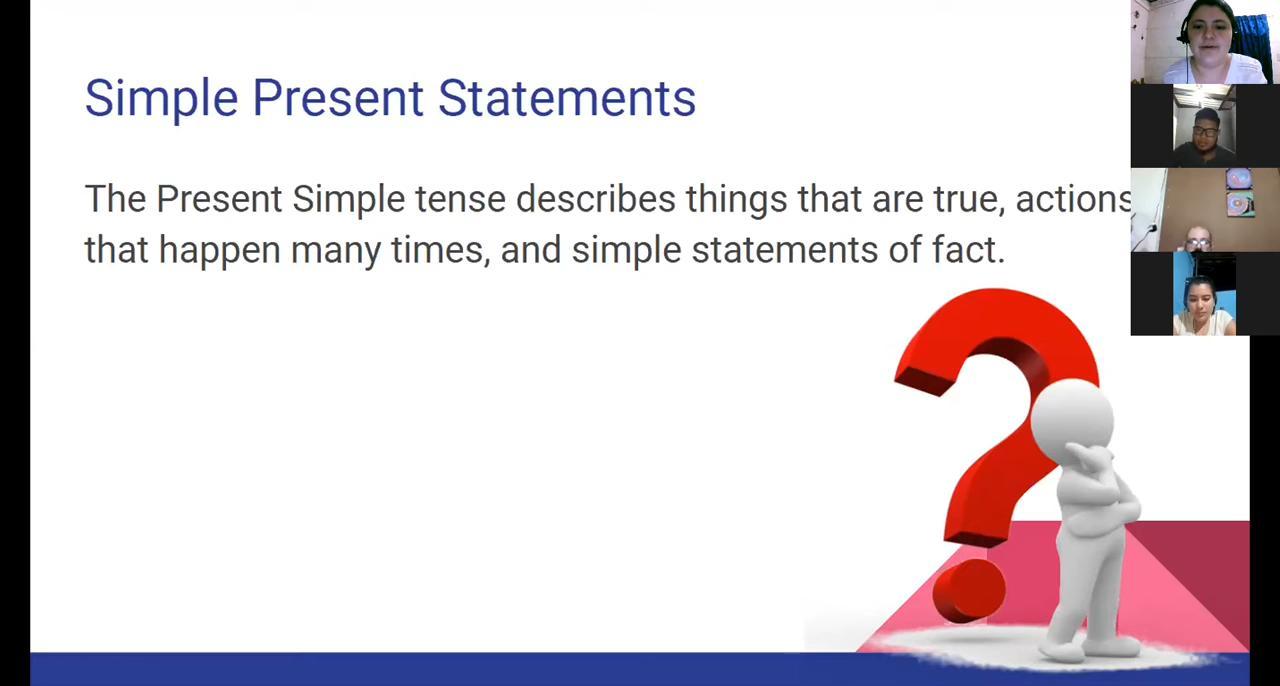 Simple Present Statements
The Present Simple tense describes things that are true, actions
that happen many times, and simple statements of fact.